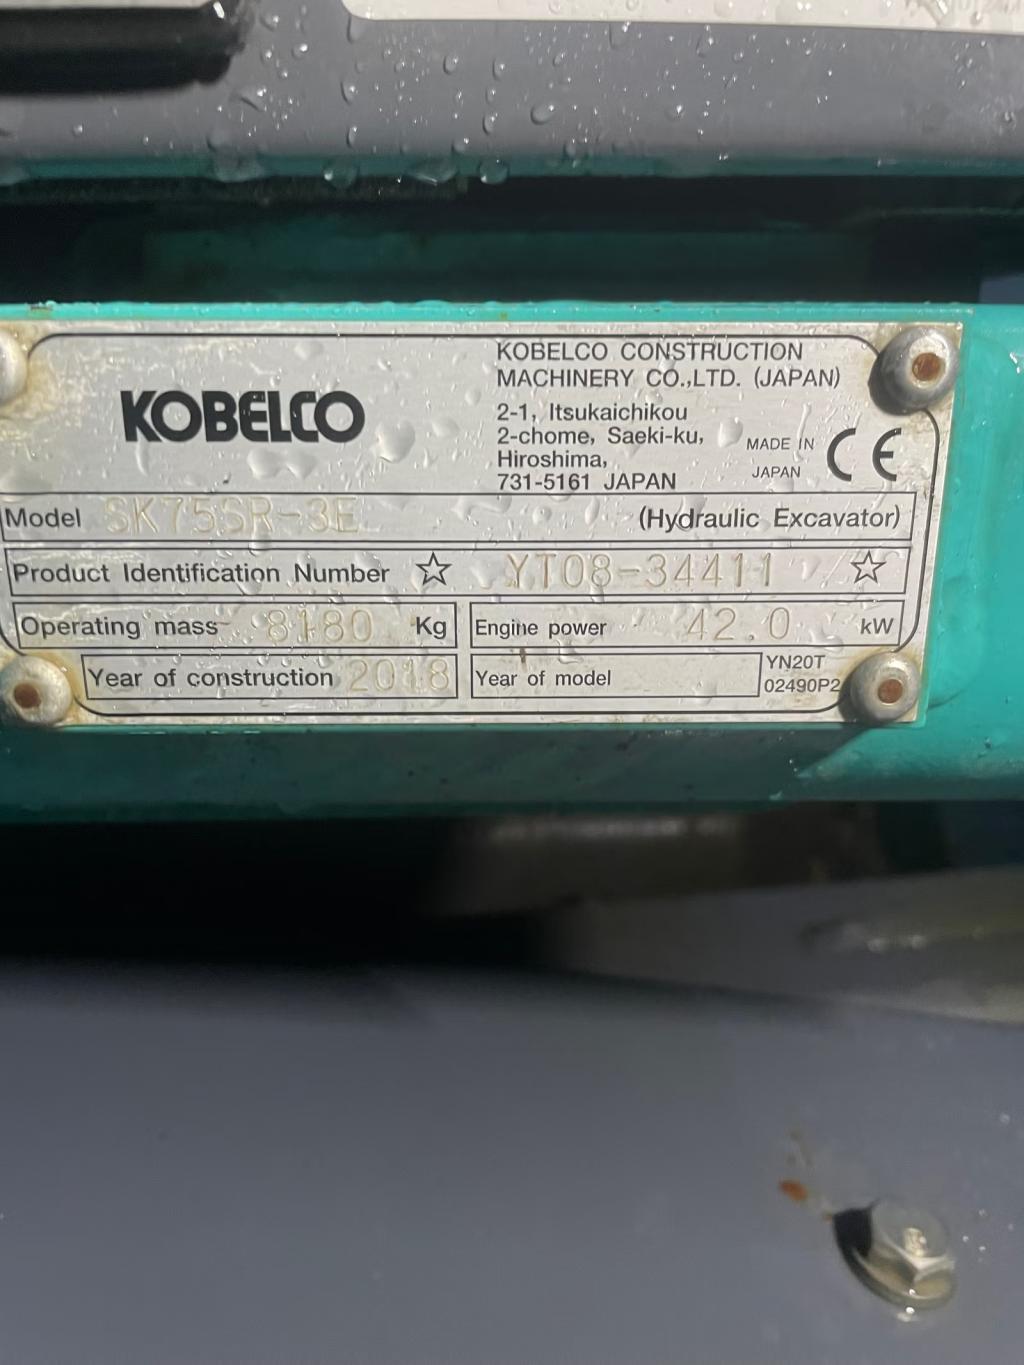 KOBELCO
KOBELCO CONSTRUCTION
MACHINERY CO.,LTD. (JAPAN)
2-1, Itsukaichikou
2-chome, Saeki-ku,
Hiroshima,
731-5161 JAPAN
MADE IN
JAPAN
CE
Model SK75SR-3E (Hydraulic Excavator)
Product Identification Number ☆ YT08-34411 ☆
Operating mass 8180 Kg
Engine power 42.0 kW
Year of construction 2018
Year of model
YN20T
02490P2